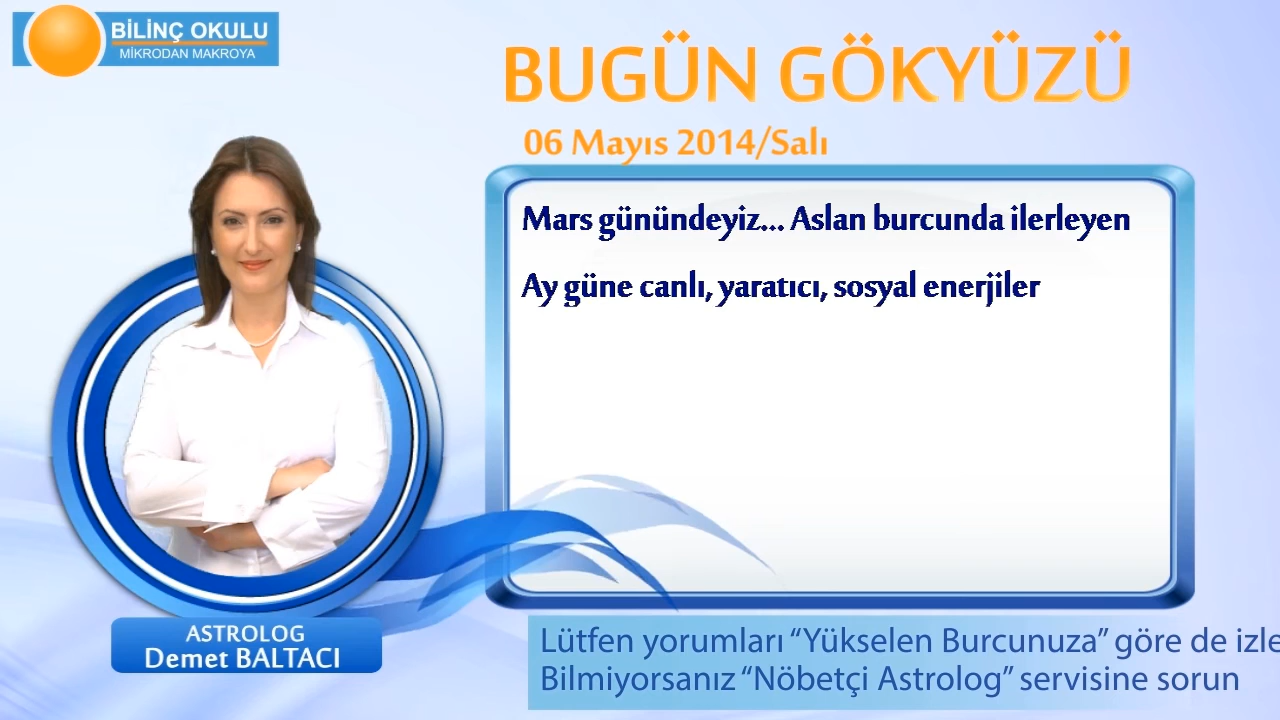 BİLİNÇ OKULU
MİKRODAN MAKROYA
BUGÜN GÖKYÜZÜ
06 Mayıs 2014/Salı
Mars günündeyiz... Aslan burcunda ilerleyen
Ay güne canlı, yaratıcı, sosyal enerjiler
ASTROLOG
Demet BALTACI
Lütfen yorumları “Yükselen Burcunuza” göre de izle
Bilmiyorsanız “Nöbetçi Astrolog” servisine sorun